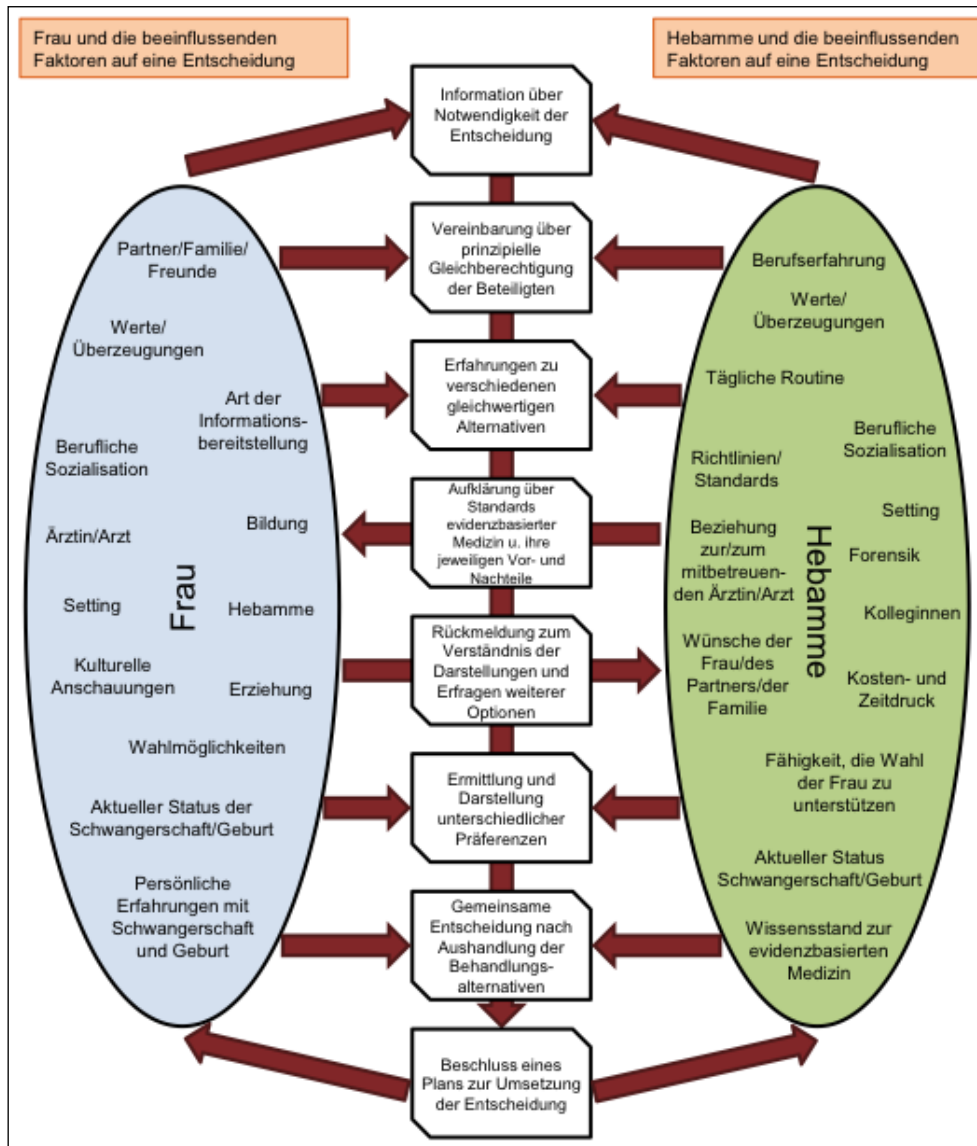 Frau und die beeinflussenden
Faktoren auf eine Entscheidung
Hebamme und die beeinflussenden
Faktoren auf eine Entscheidung
Information über
Notwendigkeit der
Entscheidung
Vereinbarung über
prinzipielle
Gleichberechtigung
der Beteiligten
Erfahrungen zu
verschiedenen
gleichwertigen
Alternativen
Aufklärung über
Standards
evidenzbasierter
Medizin u. ihre
jeweiligen Vor- und
Nachteile
Rückmeldung zum
Verständnis der
Darstellungen und
Erfragen weiterer
Optionen
Ermittlung und
Darstellung
unterschiedlicher
Präferenzen
Gemeinsame
Entscheidung nach
Aushandlung der
Behandlungs-
alternativen
Beschluss eines
Plans zur Umsetzung
der Entscheidung
Partner/Familie/
Freunde
Werte/
Überzeugungen
Art der
Informations-
bereitstellung
Berufliche
Sozialisation
Bildung
Ärztin/Arzt
Frau
Setting
Hebamme
Kulturelle
Anschauungen
Erziehung
Wahlmöglichkeiten
Aktueller Status der
Schwangerschaft/Geburt
Persönliche
Erfahrungen mit
Schwangerschaft
und Geburt
Berufserfahrung
Werte/
Überzeugungen
Tägliche Routine
Berufliche
Sozialisation
Richtlinien/
Standards
Setting
Beziehung
zur/zum
mitbetreuen-
den Ärztin/Arzt
Forensik
Hebamme
Kolleginnen
Wünsche der
Frau/des
Partners/der
Familie
Kosten- und
Zeitdruck
Fähigkeit, die Wahl
der Frau zu
unterstützen
Aktueller Status
Schwangerschaft/Geburt
Wissensstand zur
evidenzbasierten
Medizin